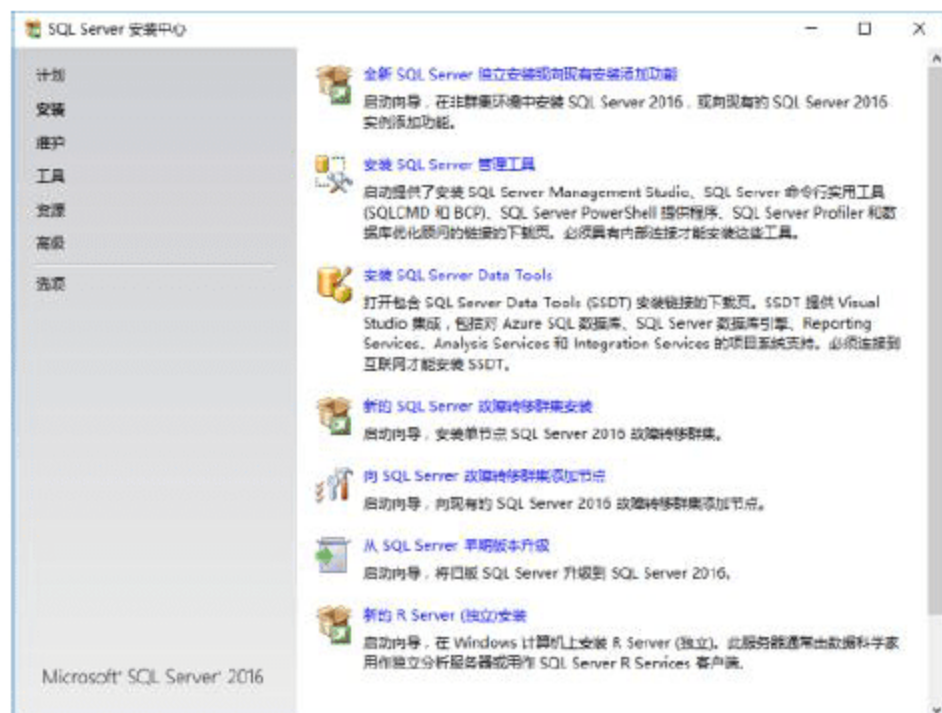 SQL Server 安装中心
计划
安装
维护
工具
资源
高级
选项
Microsoft® SQL Server® 2016
全新 SQL Server 独立安装或向现有安装添加功能
启动向导，在非群集环境中安装 SQL Server 2016，或向现有的 SQL Server 2016
实例添加功能。
安装 SQL Server 管理工具
启动提供了安装 SQL Server Management Studio、SQL Server 命令行实用工具
(SQLCMD 和 BCP)、SQL Server PowerShell 提供程序、SQL Server Profiler 和数
据库优化顾问的链接的下载页。必须具有内部连接才能安装这些工具。
安装 SQL Server Data Tools
打开包含 SQL Server Data Tools (SSDT) 安装链接的下载页。SSDT 提供 Visual
Studio 集成，包括对 Azure SQL 数据库、SQL Server 数据库引擎、Reporting
Services、Analysis Services 和 Integration Services 的项目系统支持。必须连接到
互联网才能安装 SSDT。
新的 SQL Server 故障转移群集安装
启动向导，安装单节点 SQL Server 2016 故障转移群集。
向 SQL Server 故障转移群集添加节点
启动向导，向现有的 SQL Server 2016 故障转移群集添加节点。
从 SQL Server 早期版本升级
启动向导，将旧版 SQL Server 升级到 SQL Server 2016。
新的 R Server (独立)安装
启动向导，在 Windows 计算机上安装 R Server (独立)。此服务器通常由数据科学家
用作独立分析服务器或用作 SQL Server R Services 客户端。